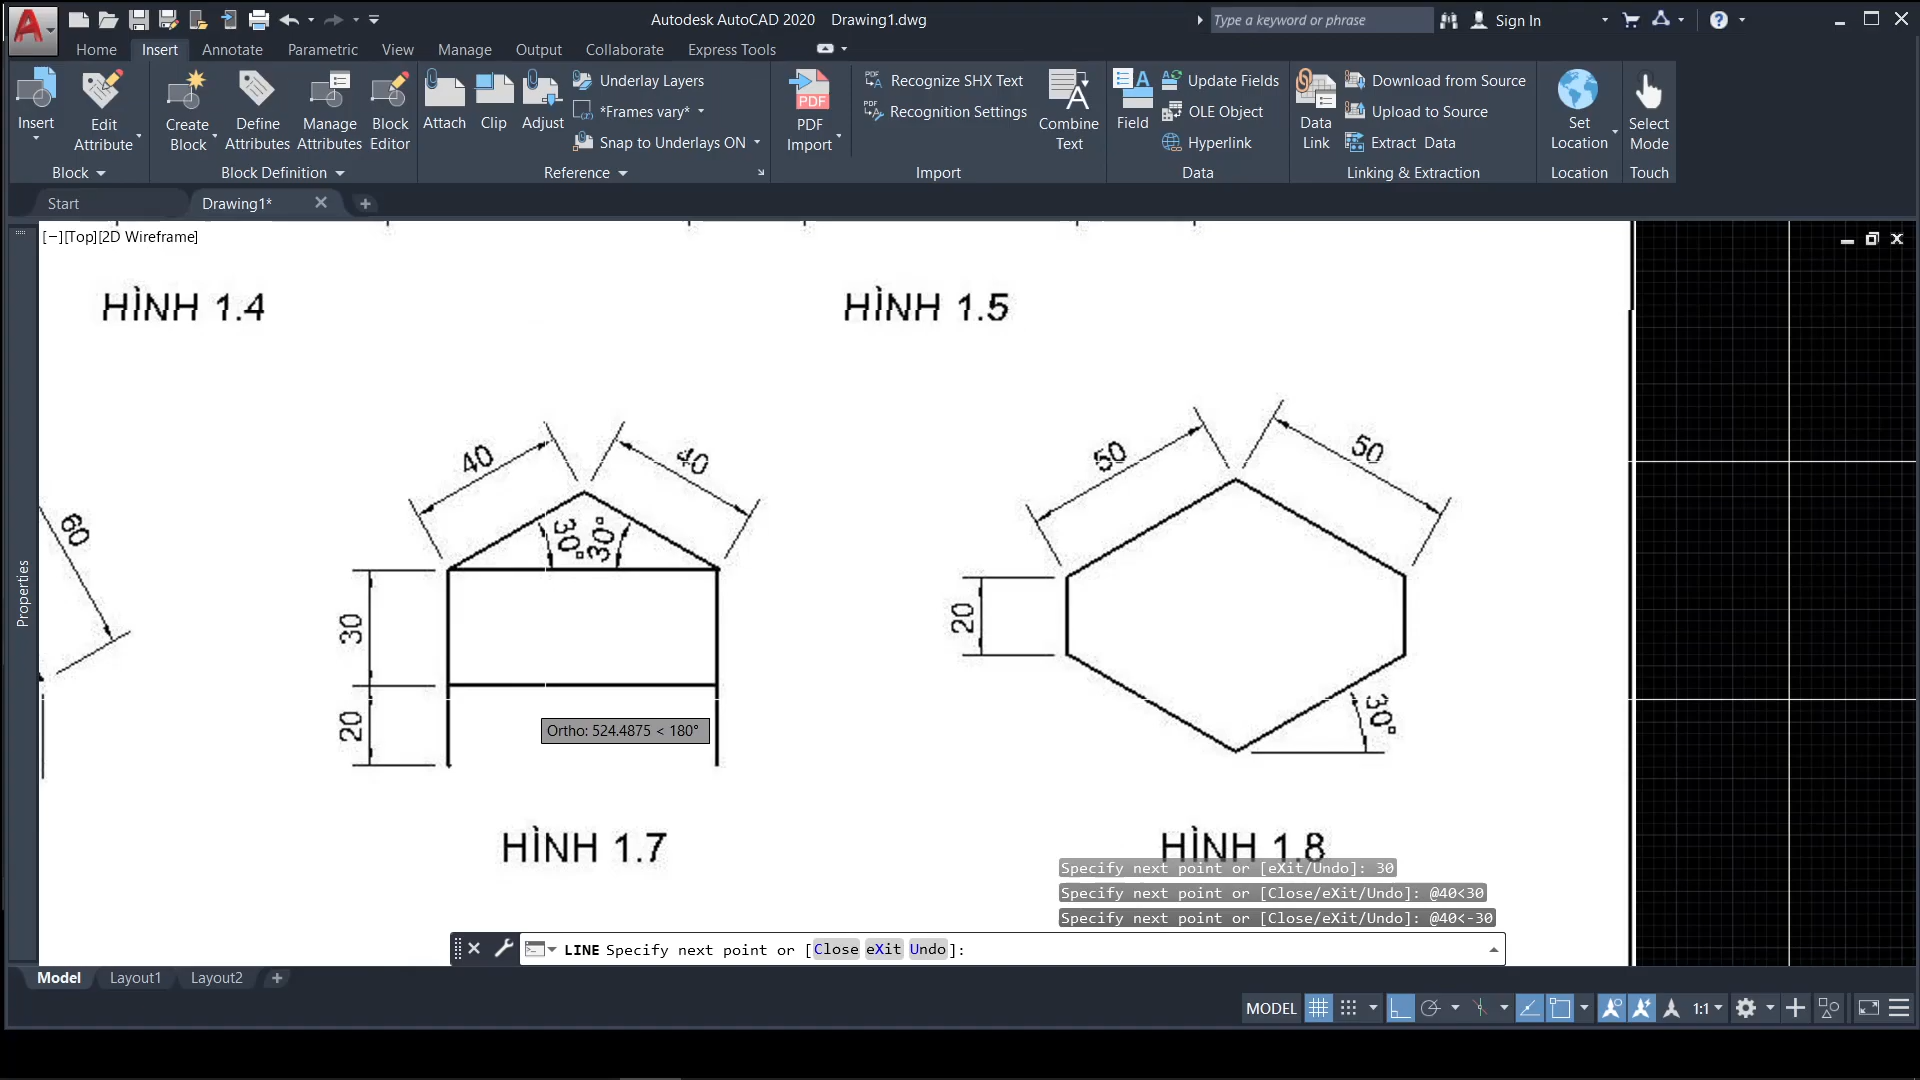 Autodesk AutoCAD 2020 Drawing1.dwg
Type a keyword or phrase
Sign In
Home Insert Annotate Parametric View Manage Output Collaborate Express Tools
Insert
Edit Attribute
Block
Create Block
Define Attributes
Manage Attributes
Block Editor
Block Definition
Attach
Clip
Adjust
Underlay Layers
*Frames vary*
Snap to Underlays ON
Reference
PDF
PDF Import
Recognize SHX Text
Recognition Settings
Combine Text
Import
Field
Update Fields
OLE Object
Hyperlink
Data
Data Link
Download from Source
Upload to Source
Extract Data
Linking & Extraction
Set Location
Location
Select Mode
Touch
Start
Drawing1*
[−][Top][2D Wireframe]
Properties
HÌNH 1.4
HÌNH 1.5
60
40
40
30°
30°
30
20
HÌNH 1.7
50
50
20
30°
HÌNH 1.8
Ortho: 524.4875 < 180°
Specify next point or [eXit/Undo]: 30
Specify next point or [Close/eXit/Undo]: @40<30
Specify next point or [Close/eXit/Undo]: @40<-30
LINE Specify next point or [Close eXit Undo]:
Model Layout1 Layout2
MODEL
1:1